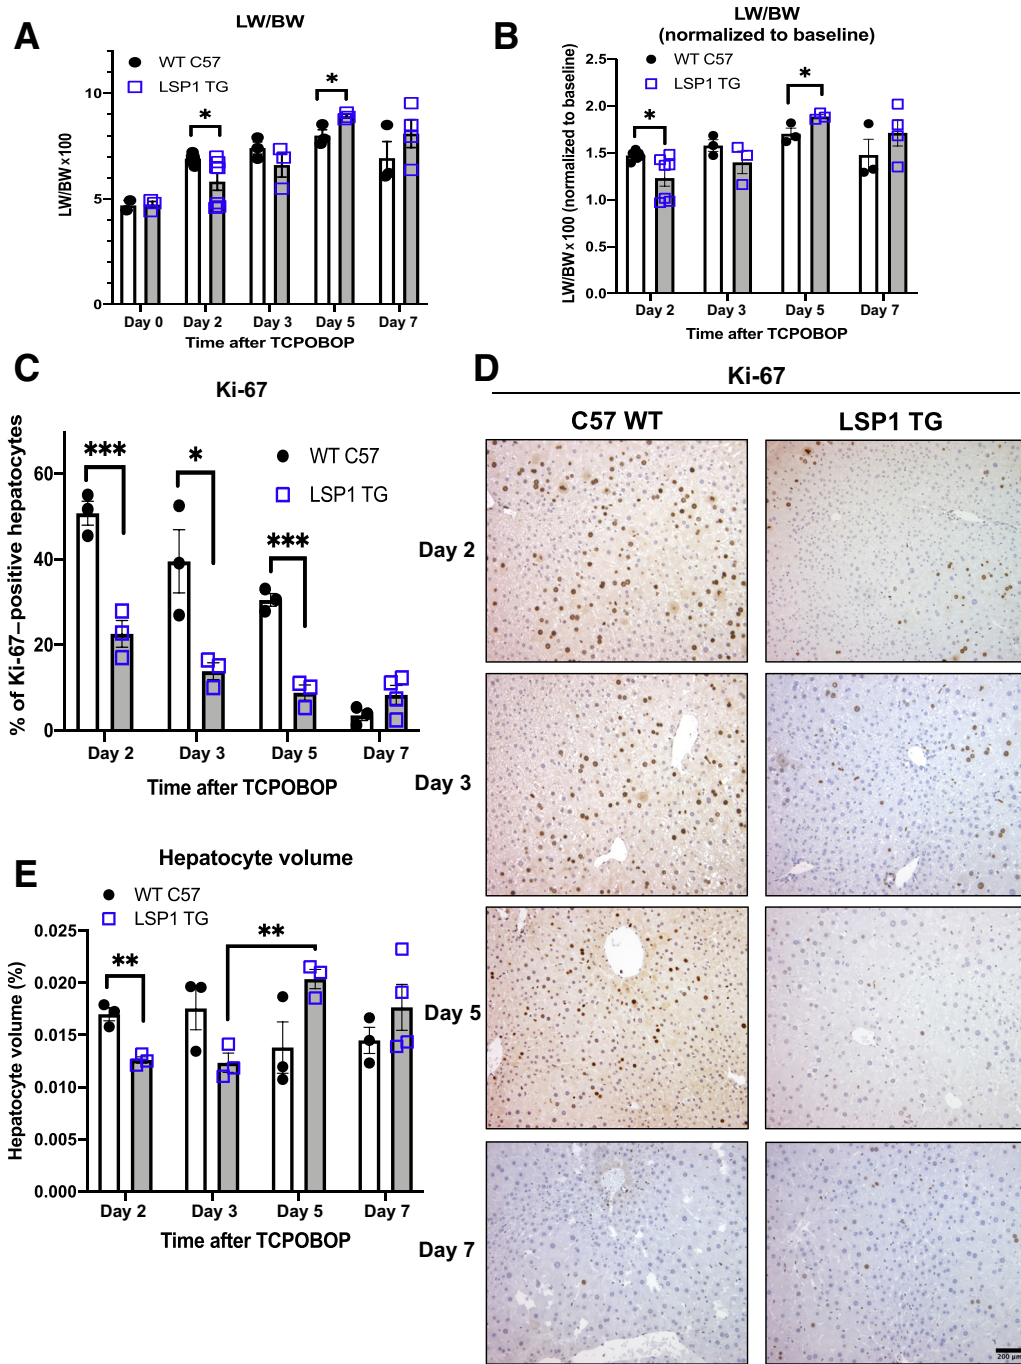 A
LW/BW
WT C57
LSP1 TG
*
*
LW/BW x 100
10
5
0
Day 0
Day 2
Day 3
Day 5
Day 7
Time after TCPOBOP
B
LW/BW
(normalized to baseline)
WT C57
LSP1 TG
*
*
LW/BW x 100 (normalized to baseline)
2.5
2.0
1.5
1.0
0.5
0.0
Day 2
Day 3
Day 5
Day 7
Time after TCPOBOP
C
Ki-67
WT C57
LSP1 TG
***
*
***
% of Ki-67–positive hepatocytes
60
40
20
0
Day 2
Day 3
Day 5
Day 7
Time after TCPOBOP
D
Ki-67
C57 WT
LSP1 TG
Day 2
Day 3
Day 5
Day 7
200 µm
E
Hepatocyte volume
WT C57
LSP1 TG
**
**
Hepatocyte volume (%)
0.025
0.020
0.015
0.010
0.005
0.000
Day 2
Day 3
Day 5
Day 7
Time after TCPOBOP